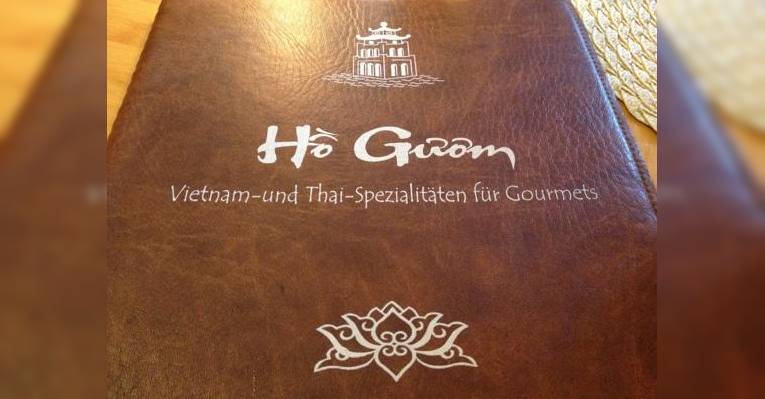 Hồ Gươm
Vietnam-und Thai-Spezialitäten für Gourmets